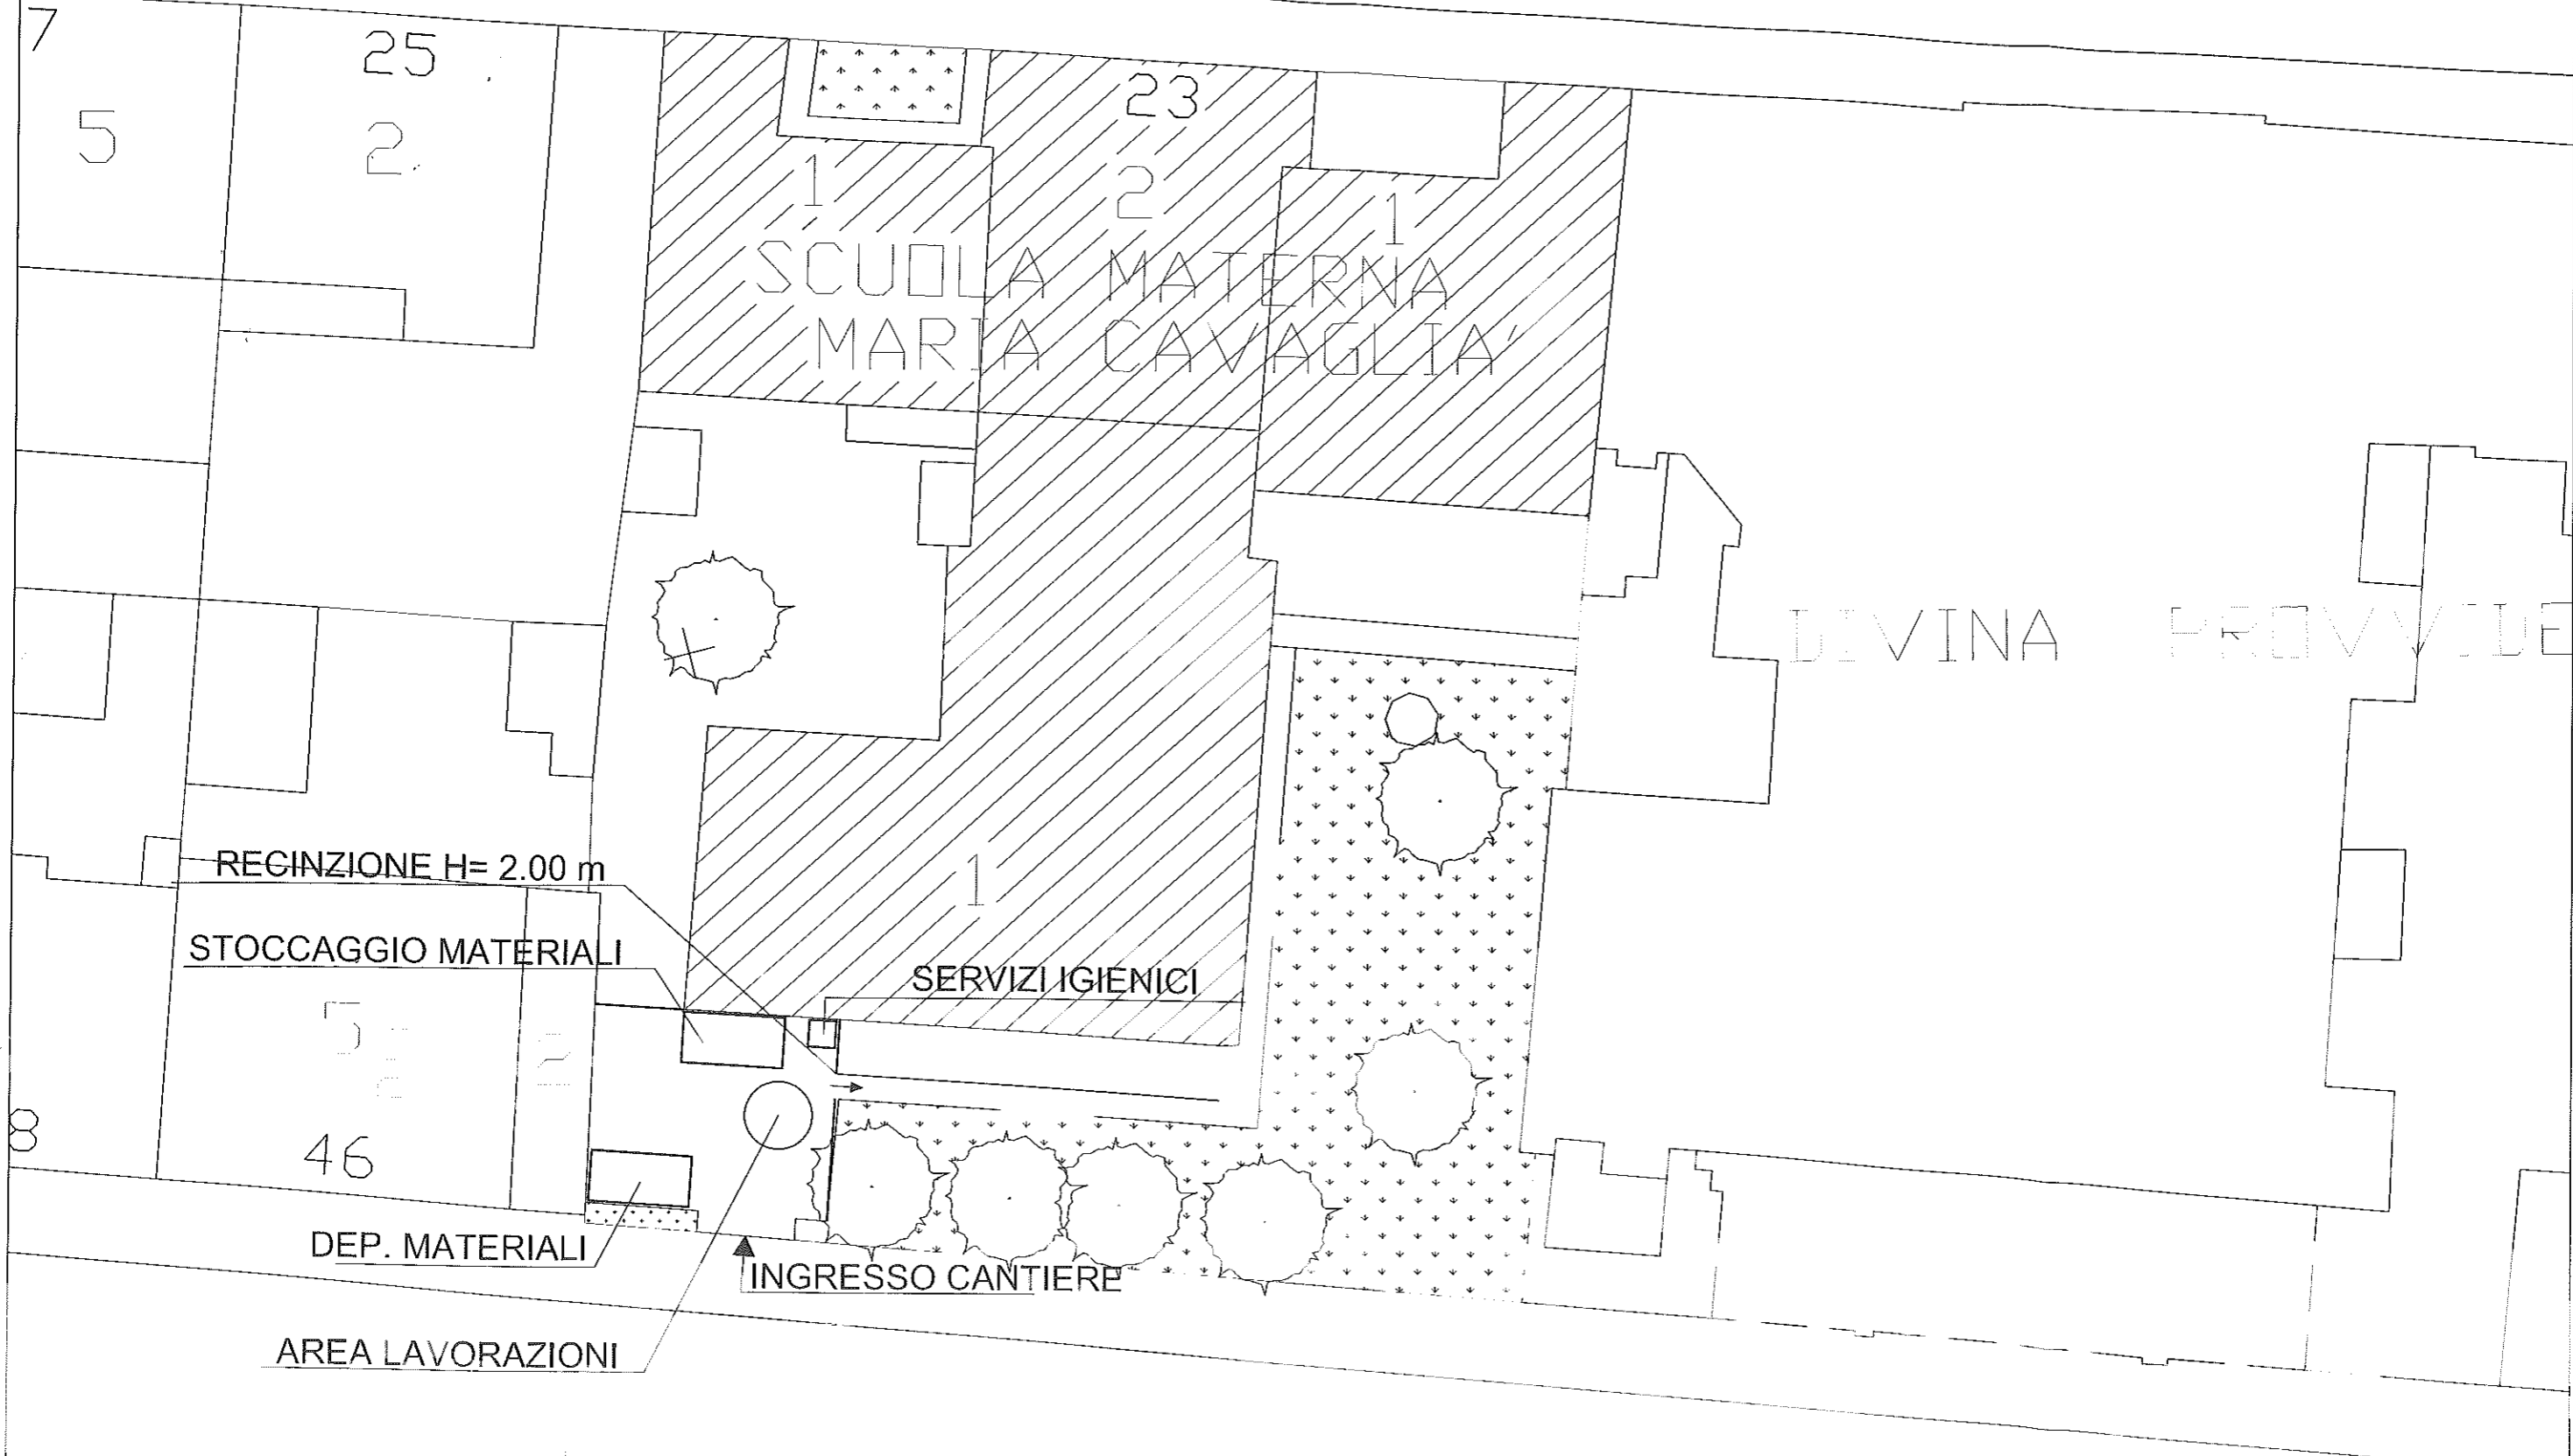 7
25
23
5
2
1
2
1
SCUOLA MATERNA
MARIA CAVAGLIA'
DIVINA PROVVIDE
RECINZIONE H= 2.00 m
1
STOCCAGGIO MATERIALI
SERVIZI IGIENICI
5
2
8
46
DEP. MATERIALI
INGRESSO CANTIERE
AREA LAVORAZIONI